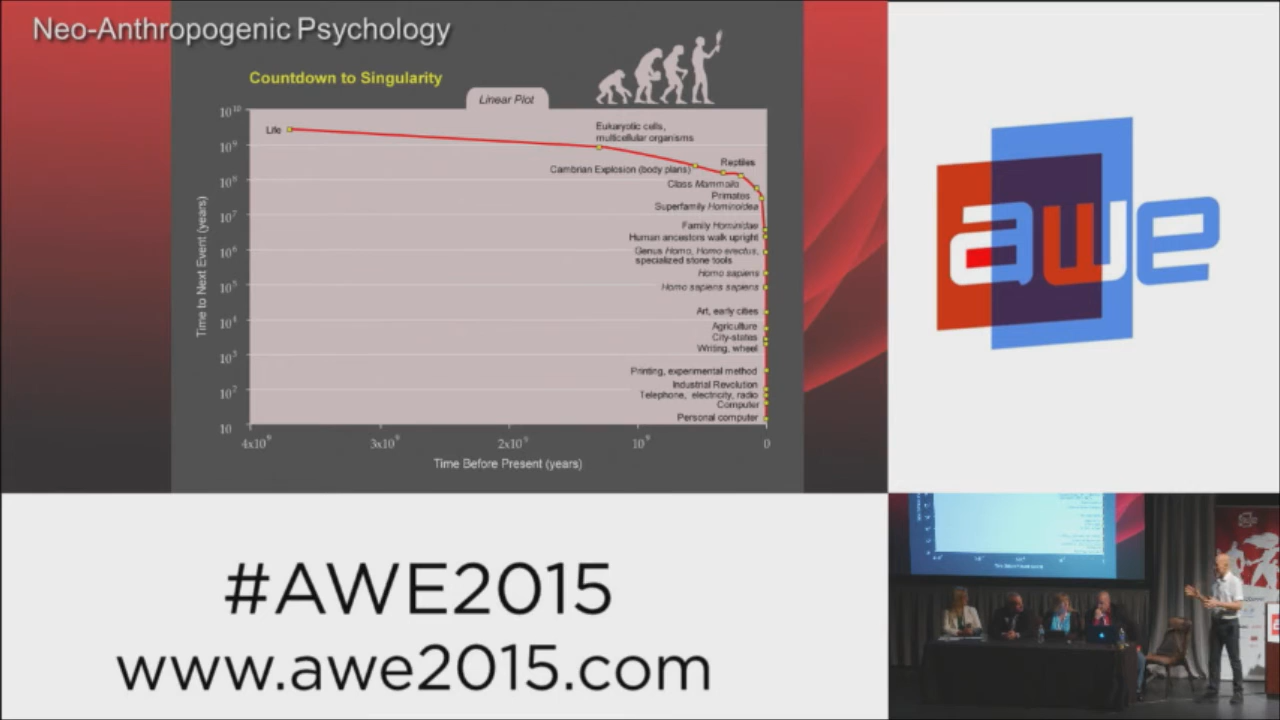 Neo-Anthropogenic Psychology
Countdown to Singularity
Linear Plot
10¹⁰
10⁹
10⁸
10⁷
10⁶
10⁵
10⁴
10³
10²
10
Time to Next Event (years)
Life
Eukaryotic cells,
multicellular organisms
Cambrian Explosion (body plans)
Reptiles
Class Mammalia
Primates
Superfamily Hominoidea
Family Hominidae
Human ancestors walk upright
Genus Homo, Homo erectus,
specialized stone tools
Homo sapiens
Homo sapiens sapiens
Art, early cities
Agriculture
City-states
Writing, wheel
Printing, experimental method
Industrial Revolution
Telephone, electricity, radio
Computer
Personal computer
4x10⁹
3x10⁹
2x10⁹
10⁹
0
Time Before Present (years)
awe
#AWE2015
www.awe2015.com